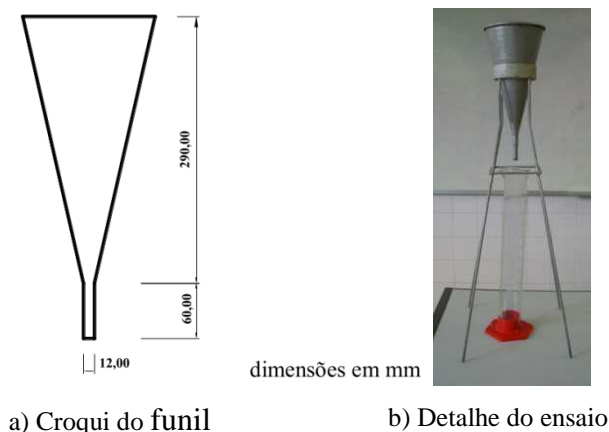 290,00
60,00
12,00
dimensões em mm
a) Croqui do funil
b) Detalhe do ensaio